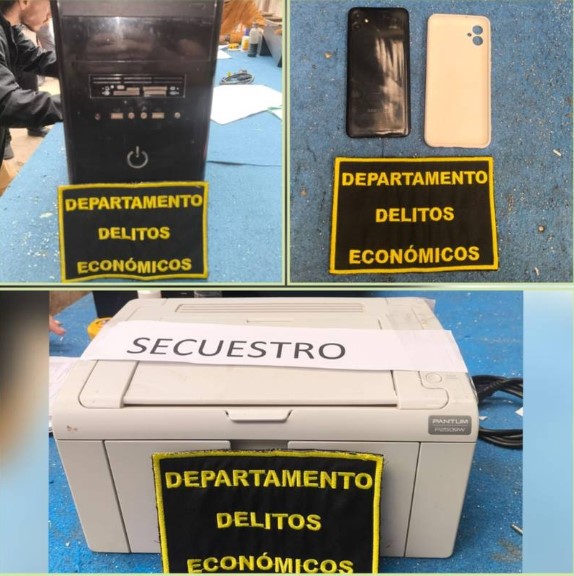 DEPARTAMENTO
DELITOS
ECONÓMICOS
DEPARTAMENTO
DELITOS
ECONÓMICOS
SECUESTRO
PANTUM
DEPARTAMENTO
DELITOS
ECONÓMICOS